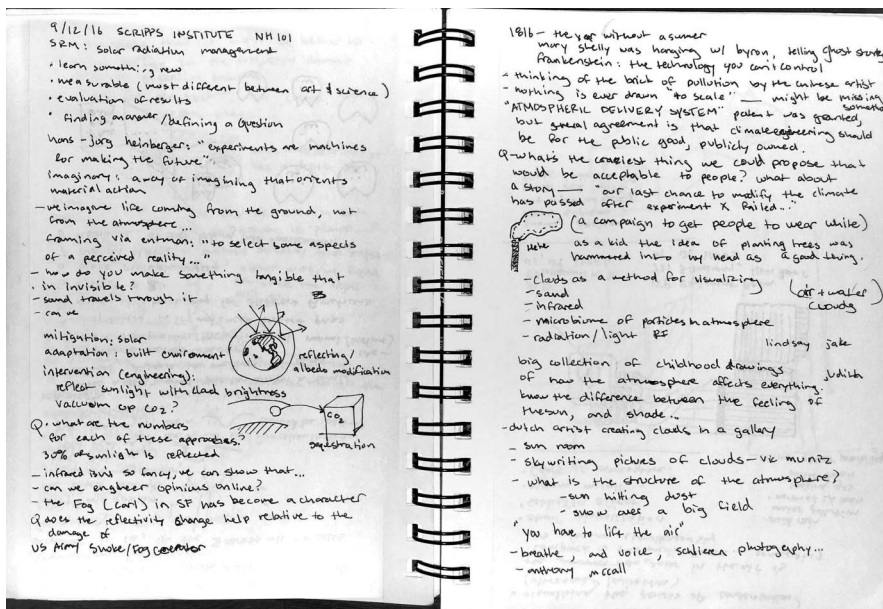 9/12/16 SCRIPPS INSTITUTE NH101
SRM: solar radiation management
• learn something new
• measurable (most different between art & science)
• evaluation of results
• finding answer/defining a Question
hans-jorg heinberger: "experiments are machines
for making the future".
imaginary: a way of imagining that orients
material action
- we imagine life coming from the ground, not
from the atmosphere...
framing via entman: "to select some aspects
of a perceived reality..."
- how do you make something tangible that
in invisible?
- sand travels through it
- can we
mitigation: solar
adaptation: built environment
reflecting/
albedo modification
intervention (engineering):
reflect sunlight with cloud brightness
vacuum up CO2?
CO2
sequestration
Q. what are the numbers
for each of these approaches?
30% of sunlight is reflected
- infrared isn't so fancy, we can show that...
- can we engineer opinions online?
- the Fog (Carl) in SF has become a character
Q does the reflectivity change help relative to the
damage of
US Army Smoke/Fog Generator
1816 - the year without a summer
mary shelly was hanging w/ byron, telling ghost stories
frankenstein: the technology you can't control
- thinking of the brick of pollution by the chinese artist
- nothing is ever drawn "to scale" — might be missing
"ATMOSPHERIC DELIVERY SYSTEM" patent was granted,
but general agreement is that climate engineering should
be for the public good, publicly owned.
Q - what's the craziest thing we could propose that
would be acceptable to people? what about
a story — "our last chance to modify the climate
has passed after experiment X failed..."
(a campaign to get people to wear white)
as a kid the idea of planting trees was
hammered into my head as a good thing.
- clouds as a method for visualizing
(air + water)
clouds
- sand
- infrared
- microbiome of particles in atmosphere
- radiation/light RF
lindsay jake
judith
big collection of childhood drawings
of how the atmosphere affects everything.
know the difference between the feeling of
the sun, and shade...
- dutch artist creating clouds in a gallery
- sun room
- skywriting pictures of clouds - vik muniz
- what is the structure of the atmosphere?
- sun hitting dust
- snow over a big field
"you have to lift the air"
- breathe, and voice, schlieren photography...
- anthony mccall